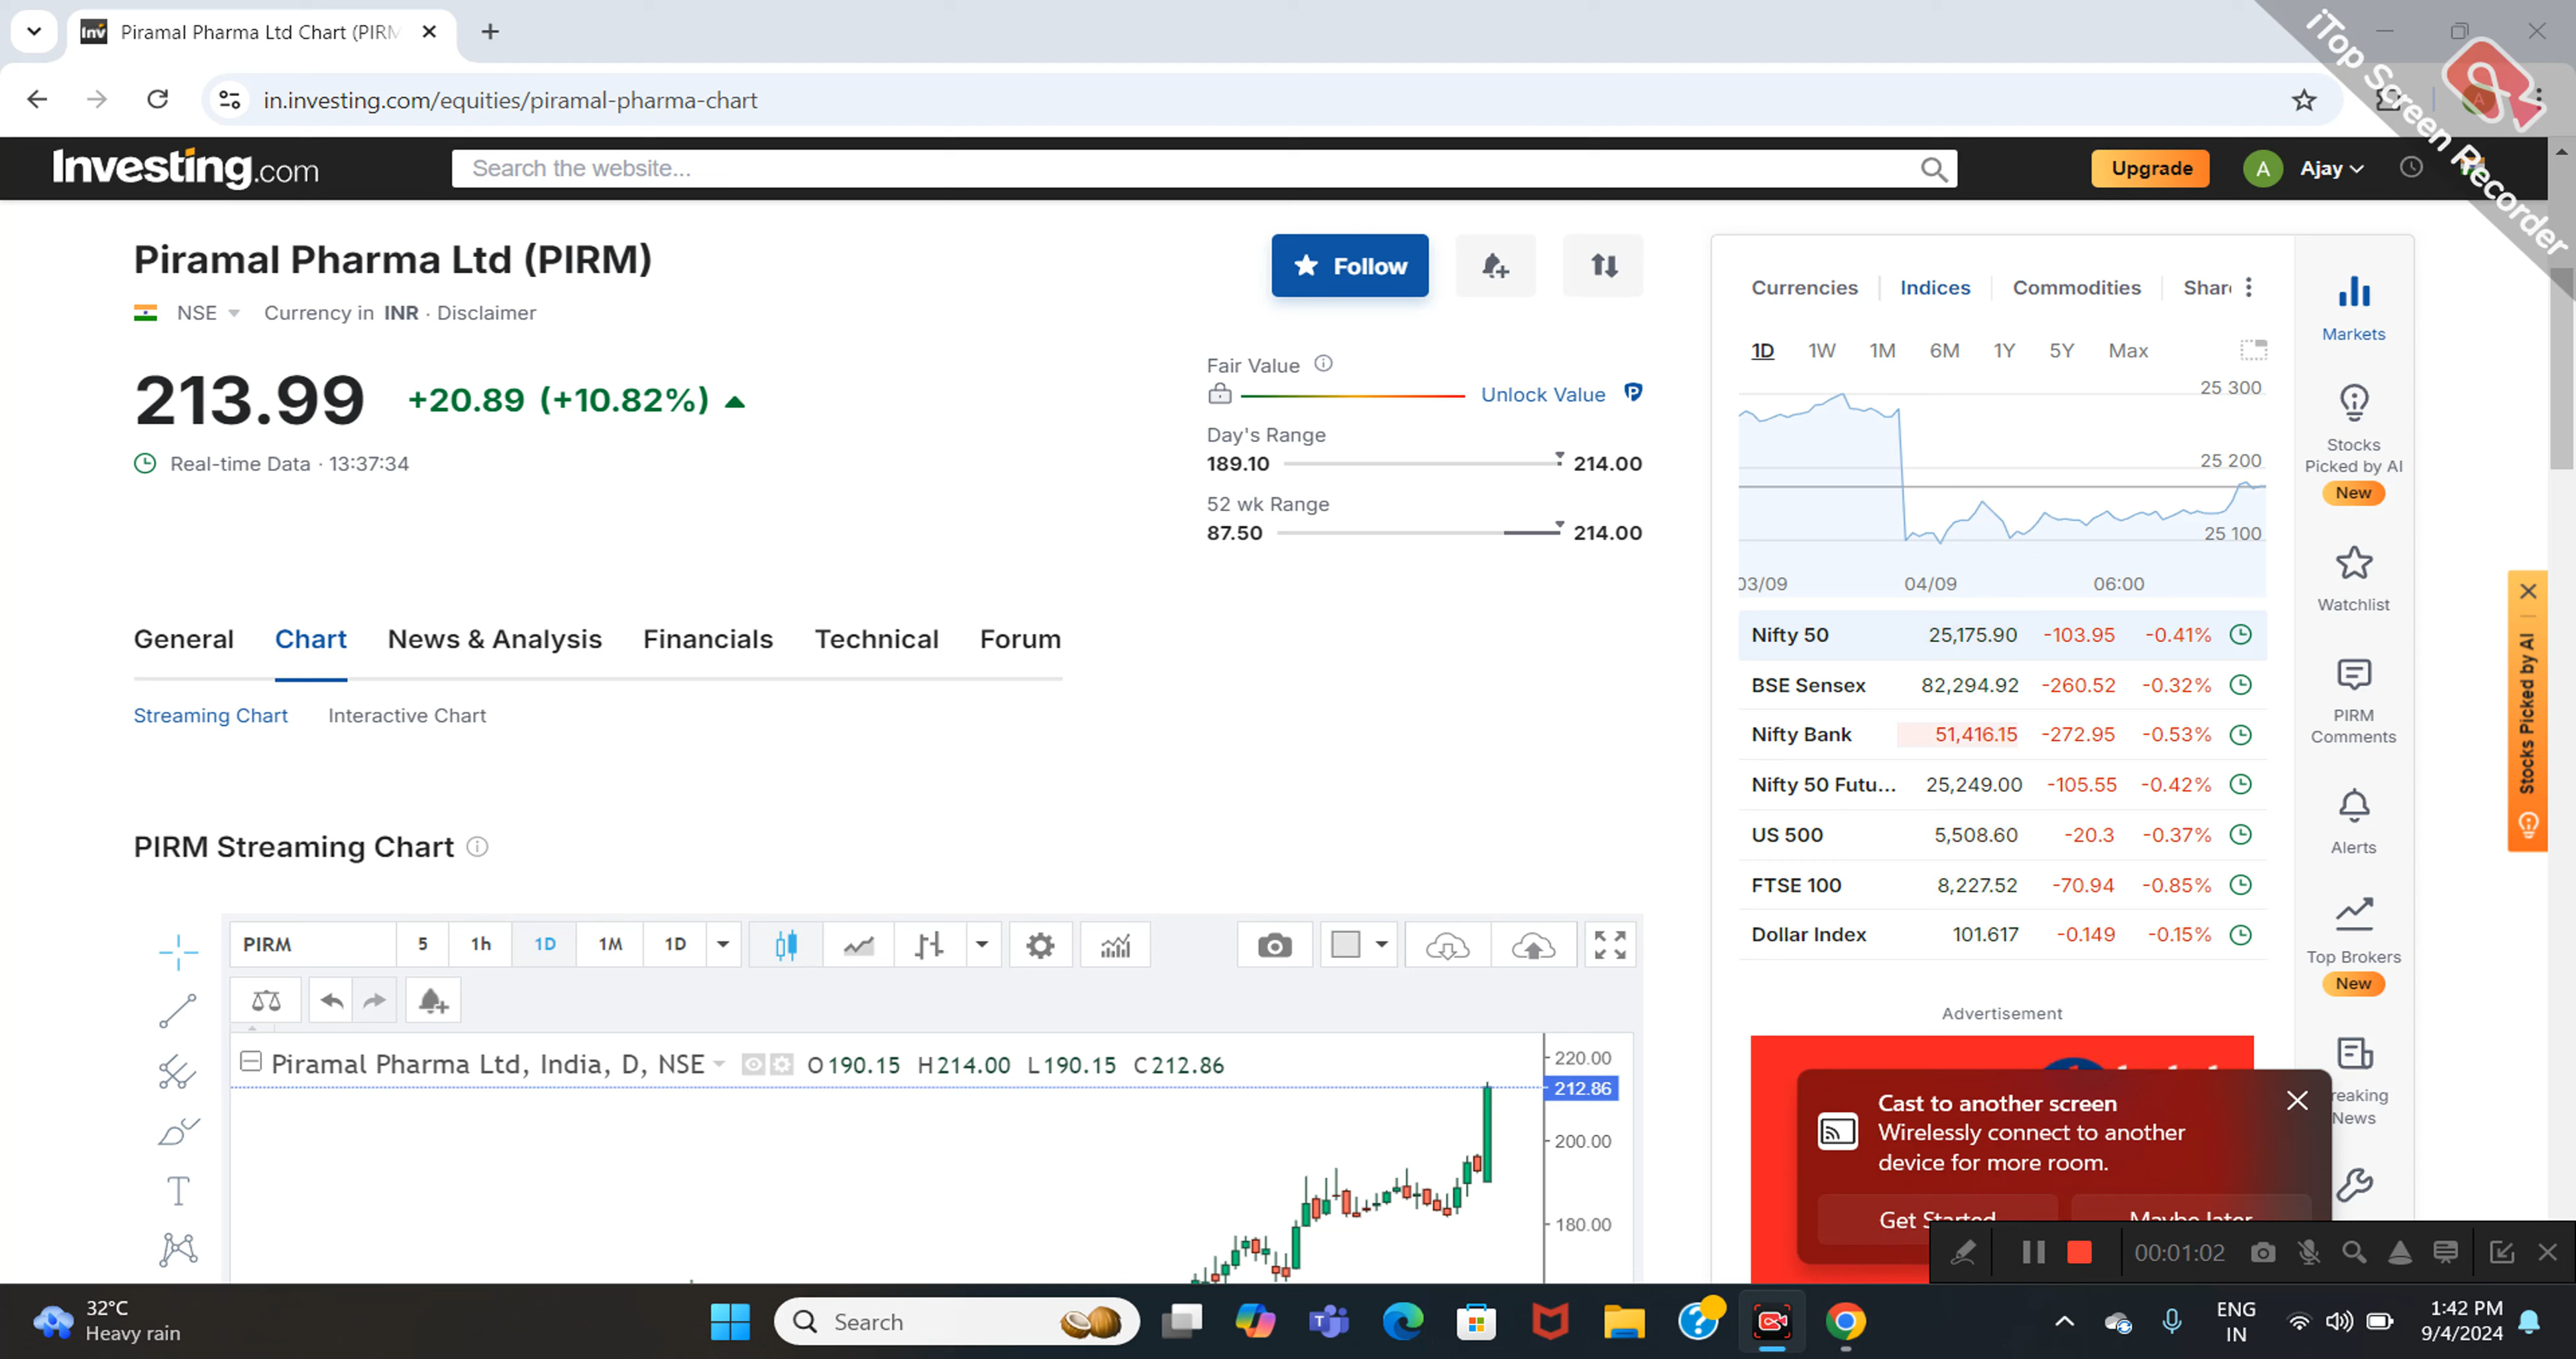 Piramal Pharma Ltd Chart (PIRM
in.investing.com/equities/piramal-pharma-chart
iTop Screen Recorder
Investing.com
Search the website...
Upgrade
A
Ajay
Piramal Pharma Ltd (PIRM)
NSE
Currency in INR · Disclaimer
213.99
+20.89 (+10.82%)
Real-time Data · 13:37:34
Follow
Fair Value
Unlock Value
Day's Range
189.10
214.00
52 wk Range
87.50
214.00
General
Chart
News & Analysis
Financials
Technical
Forum
Streaming Chart
Interactive Chart
PIRM Streaming Chart
PIRM
5
1h
1D
1M
1D
Piramal Pharma Ltd, India, D, NSE
O190.15 H214.00 L190.15 C212.86
220.00
212.86
200.00
180.00
Currencies
Indices
Commodities
Shar
1D
1W
1M
6M
1Y
5Y
Max
25 300
25 200
25 100
03/09
04/09
06:00
Nifty 50 25,175.90 -103.95 -0.41%
BSE Sensex 82,294.92 -260.52 -0.32%
Nifty Bank 51,416.15 -272.95 -0.53%
Nifty 50 Futu... 25,249.00 -105.55 -0.42%
US 500 5,508.60 -20.3 -0.37%
FTSE 100 8,227.52 -70.94 -0.85%
Dollar Index 101.617 -0.149 -0.15%
Advertisement
Markets
Stocks
Picked by AI
New
Watchlist
PIRM
Comments
Alerts
Top Brokers
New
reaking
News
Stocks Picked by AI
Cast to another screen
Wirelessly connect to another
device for more room.
Get Started
Maybe later
00:01:02
32°C
Heavy rain
Search
ENG
IN
1:42 PM
9/4/2024